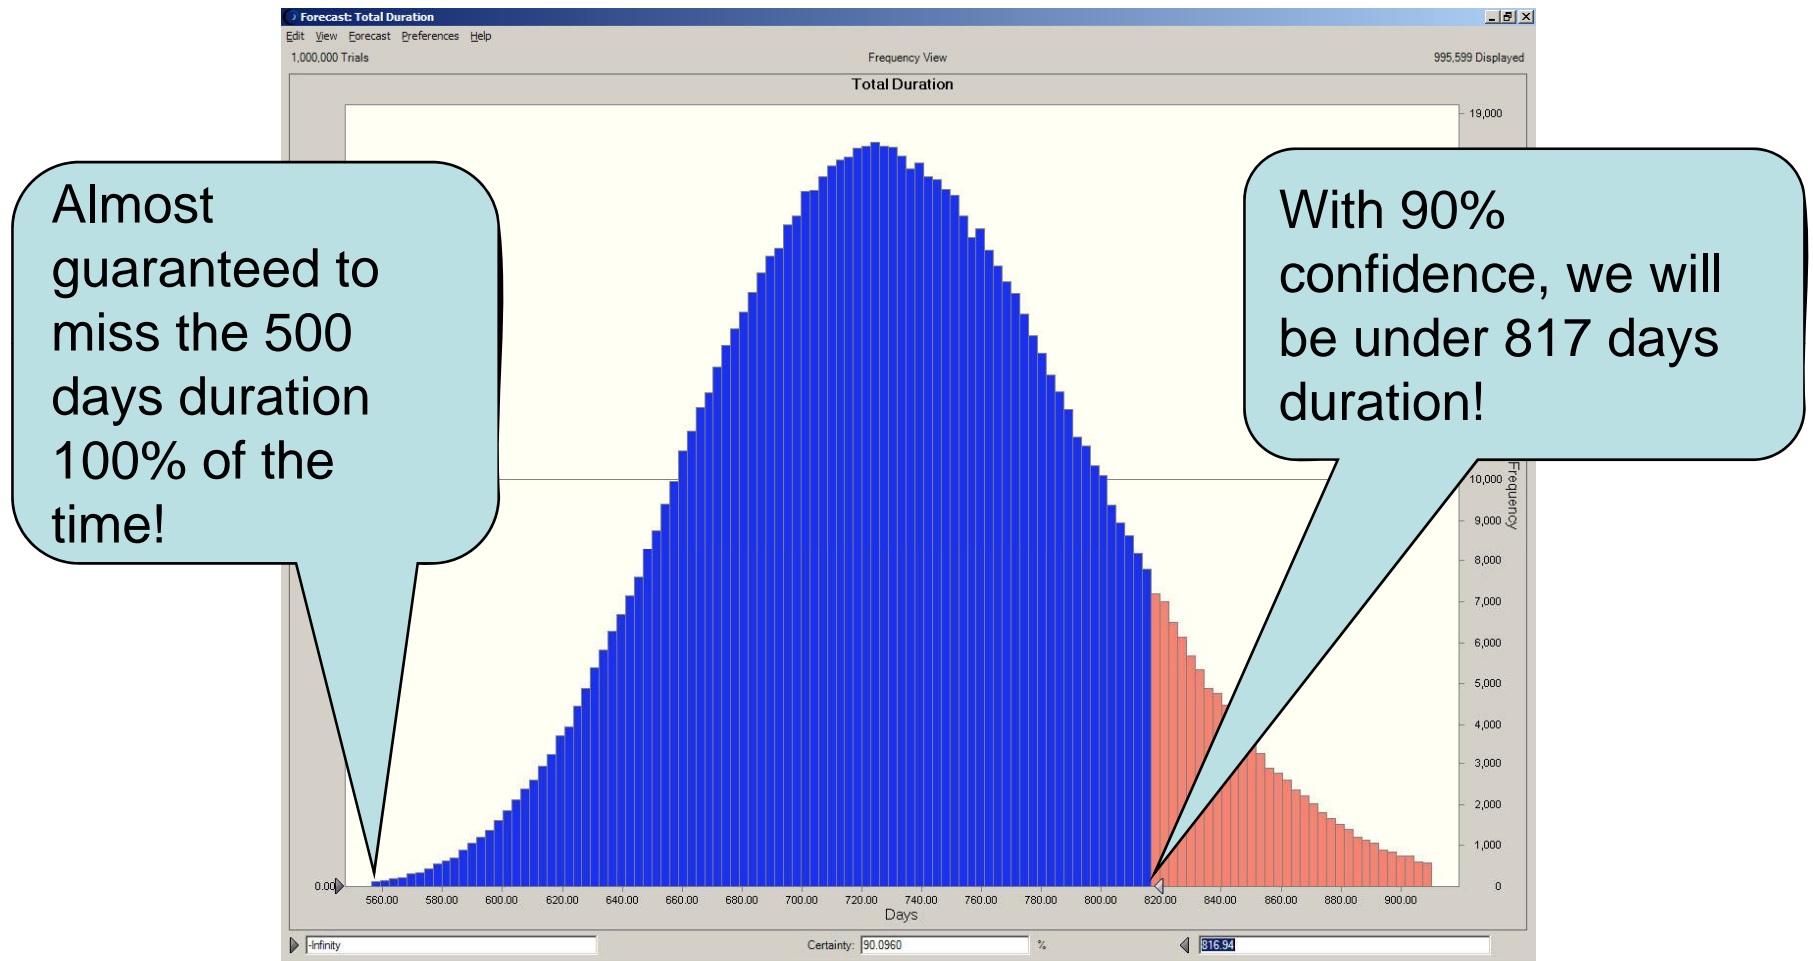 Forecast: Total Duration
Edit View Forecast Preferences Help
1,000,000 Trials
Frequency View
995,599 Displayed
Total Duration
Almost
guaranteed to
miss the 500
days duration
100% of the
time!
With 90%
confidence, we will
be under 817 days
duration!
19,000
10,000
9,000
8,000
7,000
6,000
5,000
4,000
3,000
2,000
1,000
0
Frequency
0.00
560.00 580.00 600.00 620.00 640.00 660.00 680.00 700.00 720.00 740.00 760.00 780.00 800.00 820.00 840.00 860.00 880.00 900.00
Days
-Infinity
Certainty: 90.0960 %
816.94